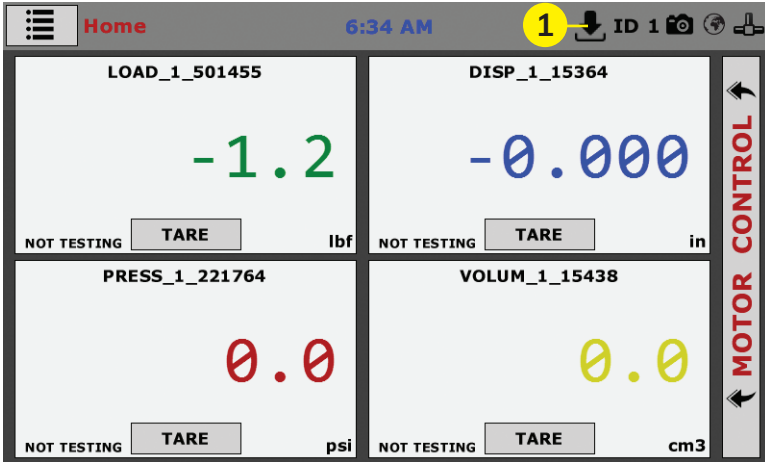 Home 6:34 AM 1 ID 1
LOAD_1_501455
-1.2
NOT TESTING TARE lbf
DISP_1_15364
-0.000
NOT TESTING TARE in
PRESS_1_221764
0.0
NOT TESTING TARE psi
VOLUM_1_15438
0.0
NOT TESTING TARE cm3
MOTOR CONTROL